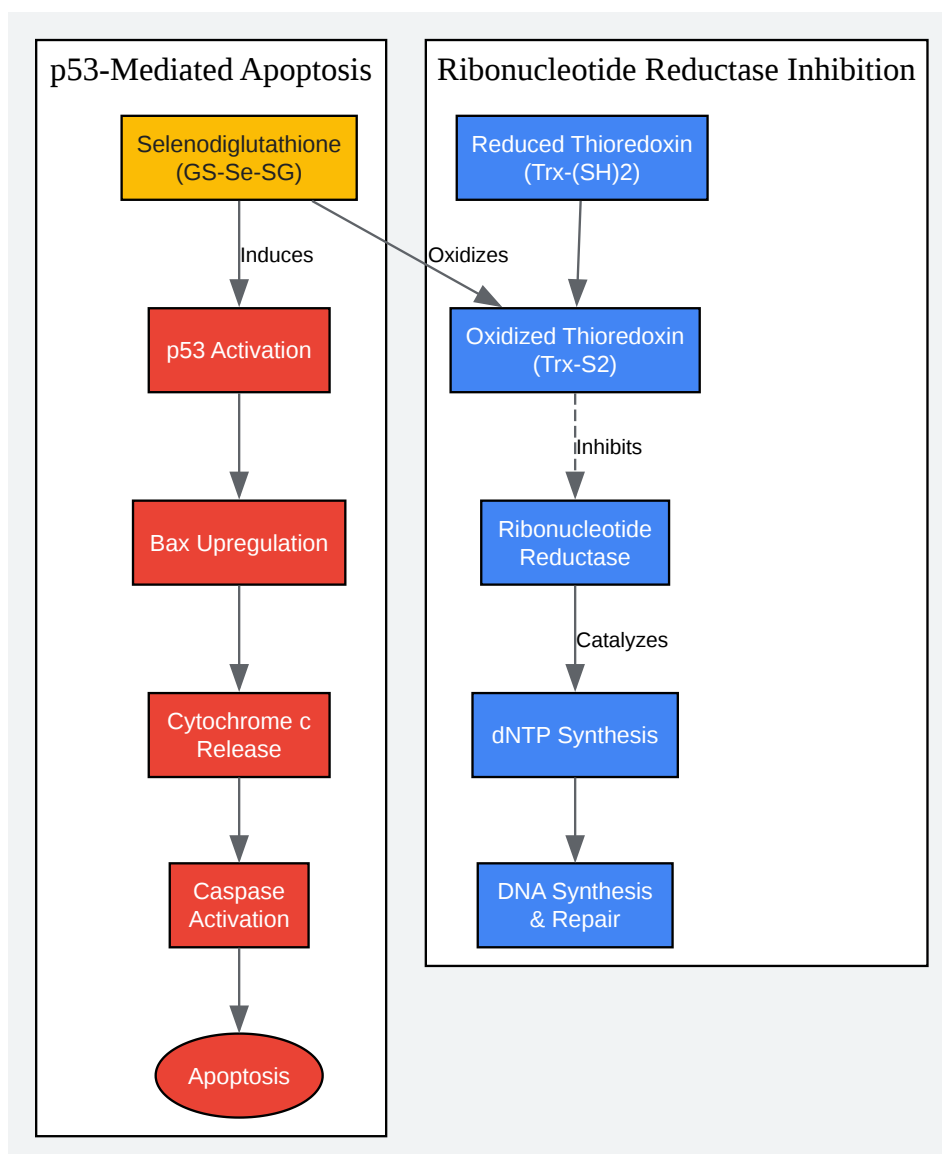 p53-Mediated Apoptosis
Selenodiglutathione
(GS-Se-SG)
Induces
p53 Activation
Bax Upregulation
Cytochrome c
Release
Caspase
Activation
Apoptosis
Oxidizes
Ribonucleotide Reductase Inhibition
Reduced Thioredoxin
(Trx-(SH)2)
Oxidized Thioredoxin
(Trx-S2)
Inhibits
Ribonucleotide
Reductase
Catalyzes
dNTP Synthesis
DNA Synthesis
& Repair